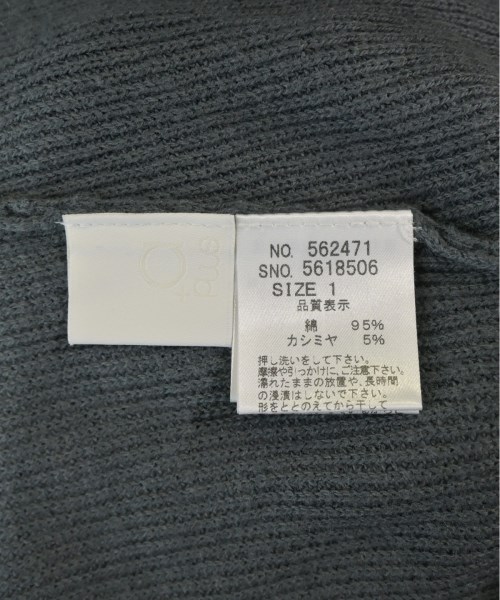 NO. 562471
SNO. 5618506
SIZE 1
品質表示
綿 95%
カシミヤ 5%
押し洗いをして下さい。
摩擦や引っかけに、ご注意下さい。
濡れたままの放置や、長時間
の浸漬はしないで下さい。
形をととのえてから干して